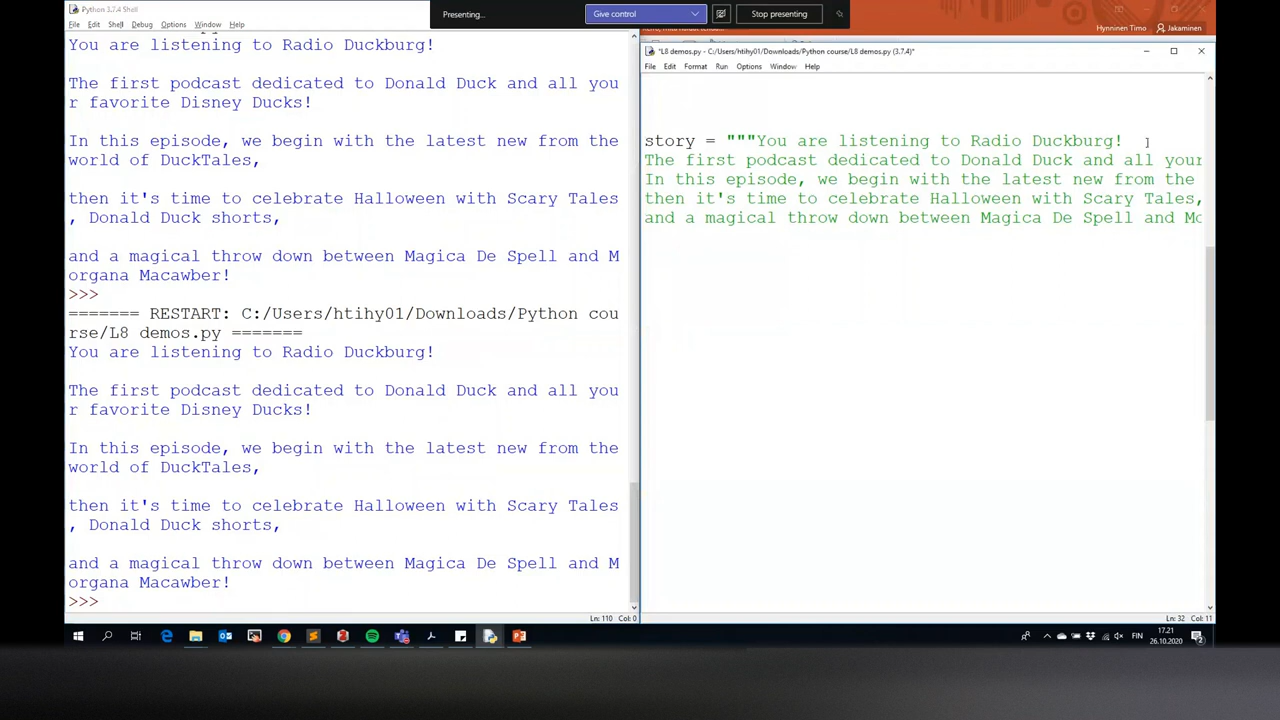 Python 3.7.4 Shell
File Edit Shell Debug Options Window Help
You are listening to Radio Duckburg!
The first podcast dedicated to Donald Duck and all you
r favorite Disney Ducks!
In this episode, we begin with the latest new from the
world of DuckTales,
then it's time to celebrate Halloween with Scary Tales
, Donald Duck shorts,
and a magical throw down between Magica De Spell and M
organa Macawber!
>>>
======= RESTART: C:/Users/htihy01/Downloads/Python cou
rse/L8 demos.py =======
You are listening to Radio Duckburg!
The first podcast dedicated to Donald Duck and all you
r favorite Disney Ducks!
In this episode, we begin with the latest new from the
world of DuckTales,
then it's time to celebrate Halloween with Scary Tales
, Donald Duck shorts,
and a magical throw down between Magica De Spell and M
organa Macawber!
>>>
Ln: 110 Col: 0
Presenting...
Give control
Stop presenting
Hynninen Timo
Jakaminen
*L8 demos.py - C:/Users/htihy01/Downloads/Python course/L8 demos.py (3.7.4)*
File Edit Format Run Options Window Help
story = """You are listening to Radio Duckburg!
The first podcast dedicated to Donald Duck and all your
In this episode, we begin with the latest new from the
then it's time to celebrate Halloween with Scary Tales,
and a magical throw down between Magica De Spell and Mo
Ln: 32 Col: 11
FIN
17.21
26.10.2020
2